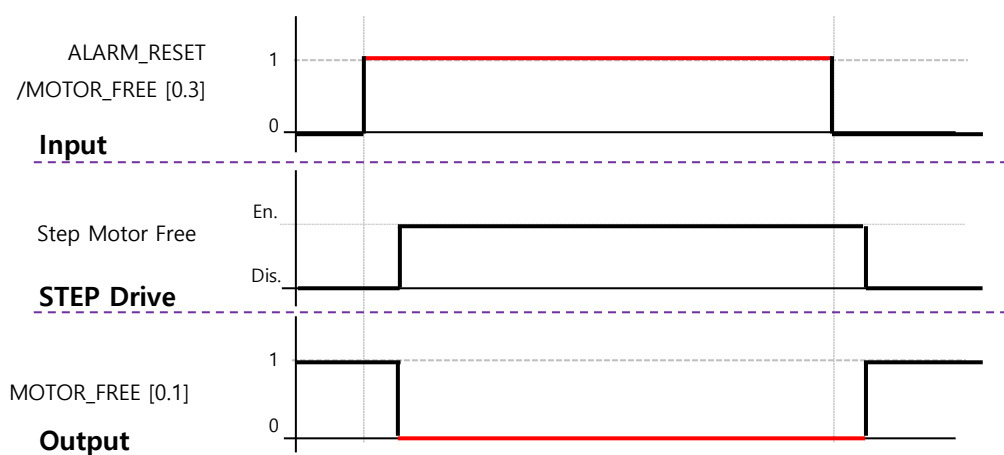 ALARM_RESET
/MOTOR_FREE [0.3]
1
0
Input
Step Motor Free
En.
Dis.
STEP Drive
MOTOR_FREE [0.1]
1
0
Output